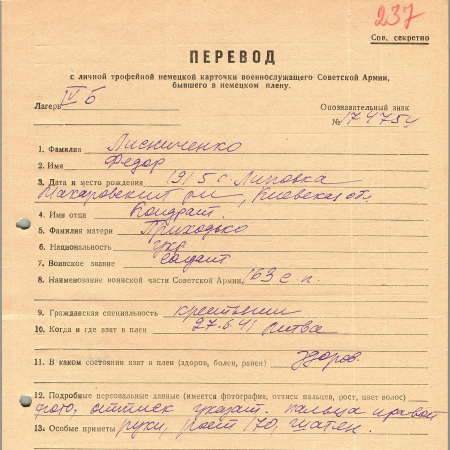 237
Сов. секретно
ПЕРЕВОД
с личной трофейной немецкой карточки военнослужащего Советской Армии,
бывшего в немецком плену.
Лагерь IV б
Опознавательный знак
№ 174754
1. Фамилия Лисниченко
2. Имя Федор
3. Дата и место рождения 1915 с. Липовка
Макаровский р-н, Киевская обл.
4. Имя отца Кондрат.
5. Фамилия матери Приходько
6. Национальность укр
7. Воинское звание солдат
8. Наименование воинской части Советской Армии 163 с. п.
9. Гражданская специальность крестьянин
10. Когда и где взят в плен 27.6.41 Литва
11. В каком состоянии взят в плен (здоров, болен, ранен) здоров.
12. Подробные персональные данные (имеется фотография, оттиск пальцев, рост, цвет волос)
фото, оттиск указат. пальца правой
13. Особые приметы руки, рост 170, шатен.